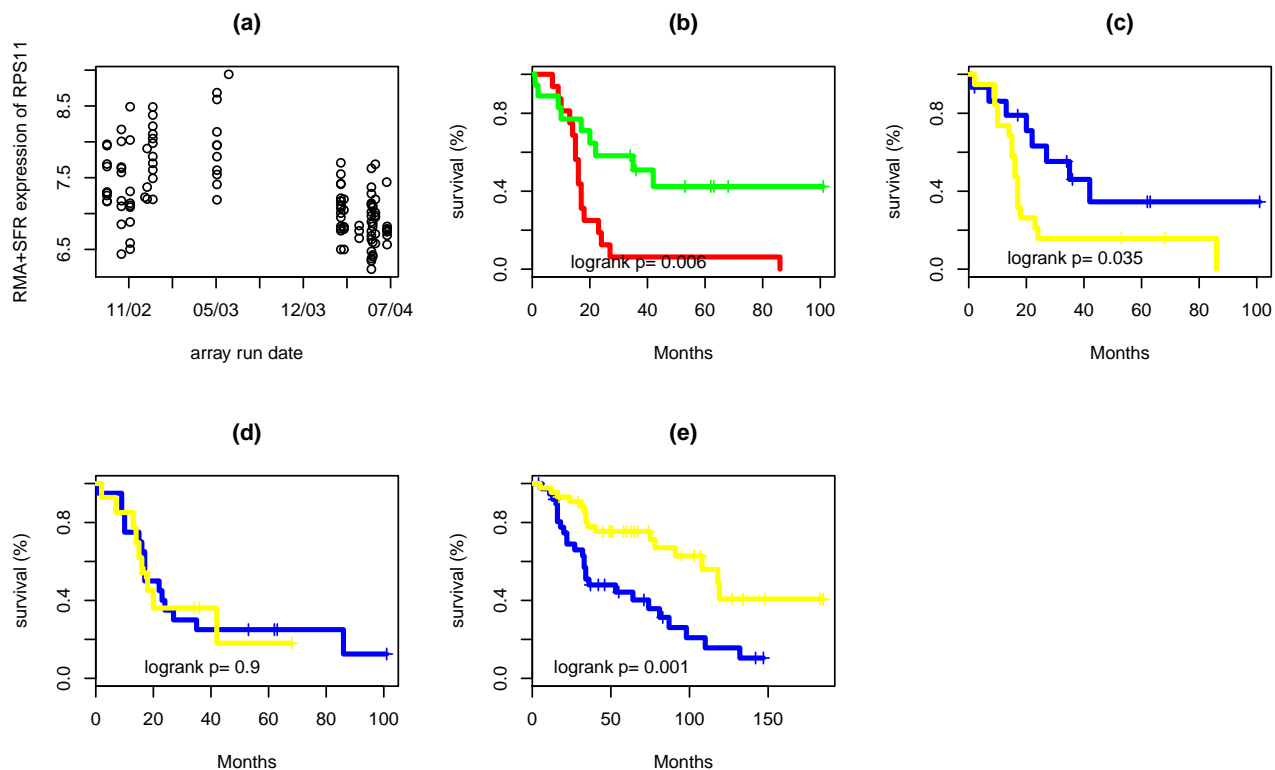 (a)
RMA+SFR expression of RPS11
6.5 7.5 8.5
11/02 05/03 12/03 07/04
array run date
(b)
survival (%)
0.0 0.4 0.8
logrank p= 0.006
0 20 40 60 80 100
Months
(c)
survival (%)
0.0 0.4 0.8
logrank p= 0.035
0 20 40 60 80 100
Months
(d)
survival (%)
0.0 0.4 0.8
logrank p= 0.9
0 20 40 60 80 100
Months
(e)
survival (%)
0.0 0.4 0.8
logrank p= 0.001
0 50 100 150
Months